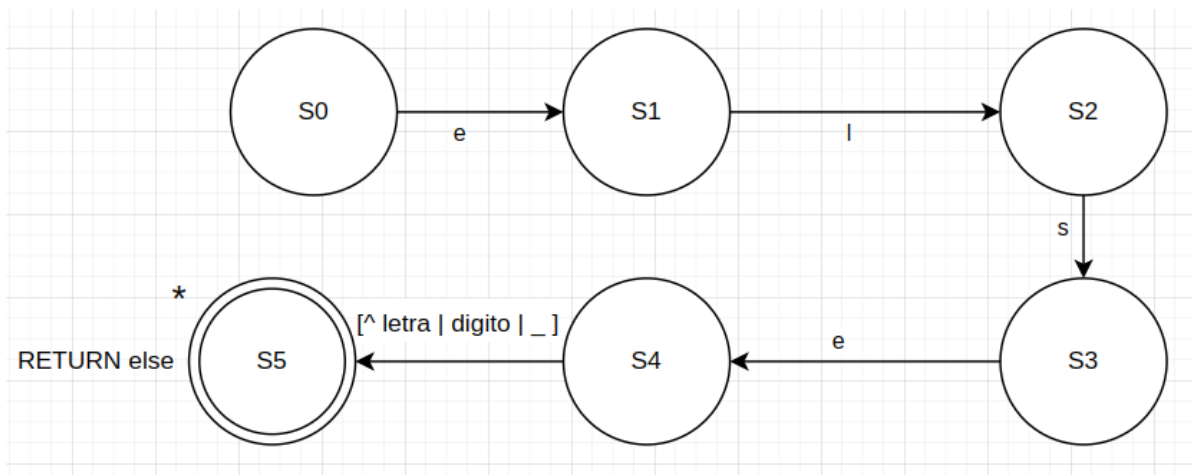 S0
e
S1
l
S2
s
S3
e
S4
[^ letra | digito | _ ]
S5
*
RETURN else